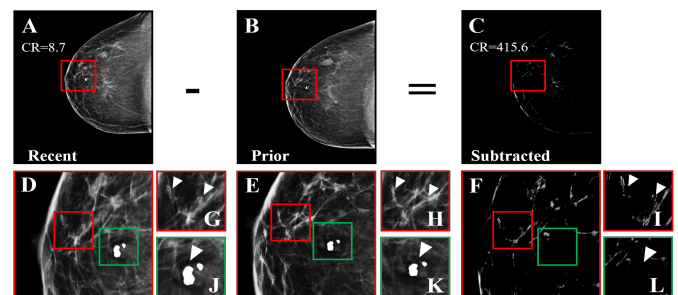 A
CR=8.7
Recent
-
B
Prior
=
C
CR=415.6
Subtracted
D
G
J
E
H
K
F
I
L